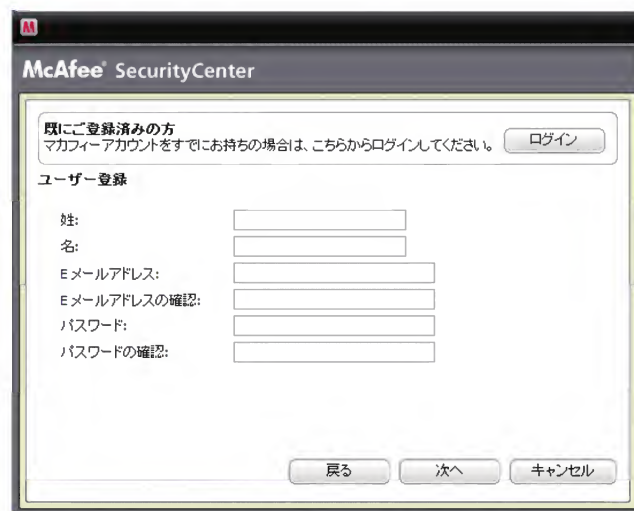 McAfee® SecurityCenter
既にご登録済みの方
マカフィーアカウントをすでにお持ちの場合は、こちらからログインしてください。
ログイン
ユーザー登録
姓:
名:
Eメールアドレス:
Eメールアドレスの確認:
パスワード:
パスワードの確認:
戻る 次へ キャンセル